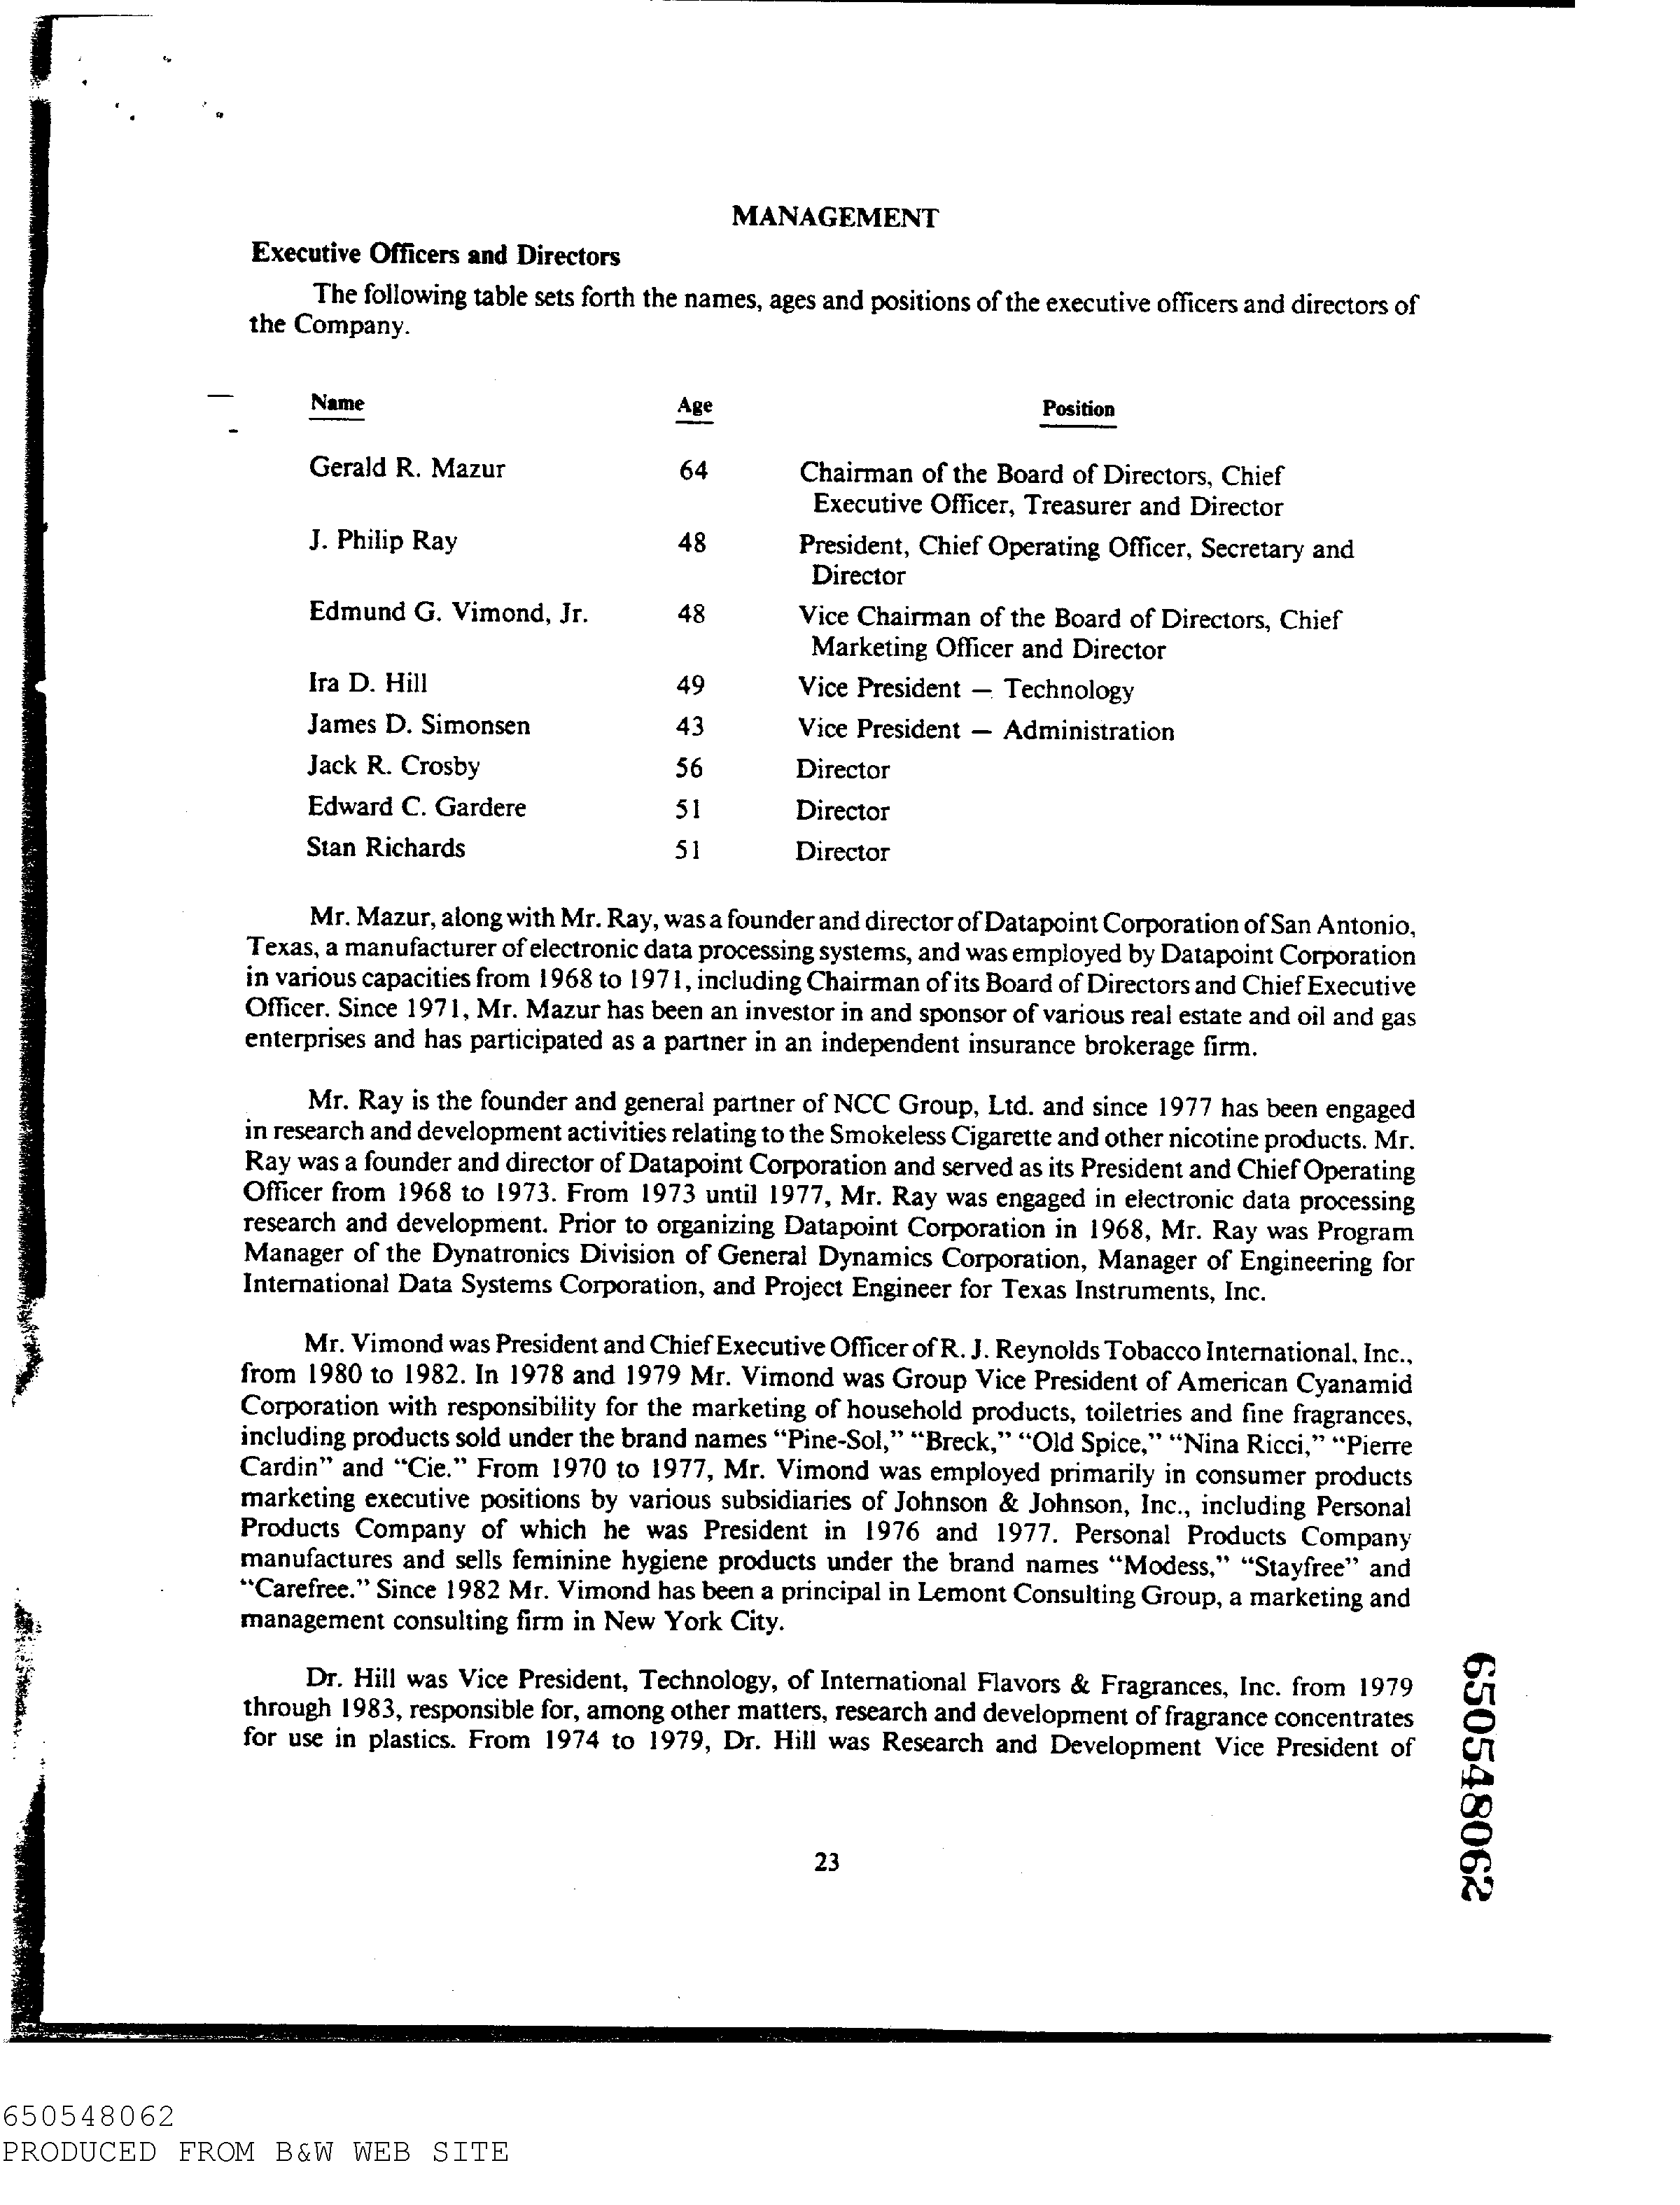 MANAGEMENT
Executive Officers and Directors
The following table sets forth the names, ages and positions of the executive officers and directors of
the Company.
Name Age Position
Gerald R. Mazur 64 Chairman of the Board of Directors, Chief
Executive Officer, Treasurer and Director
J. Philip Ray 48 President, Chief Operating Officer, Secretary and
Director
Edmund G. Vimond, Jr. 48 Vice Chairman of the Board of Directors, Chief
Marketing Officer and Director
Ira D. Hill 49 Vice President — Technology
James D. Simonsen 43 Vice President — Administration
Jack R. Crosby 56 Director
Edward C. Gardere 51 Director
Stan Richards 51 Director
Mr. Mazur, along with Mr. Ray, was a founder and director of Datapoint Corporation of San Antonio,
Texas, a manufacturer of electronic data processing systems, and was employed by Datapoint Corporation
in various capacities from 1968 to 1971, including Chairman of its Board of Directors and Chief Executive
Officer. Since 1971, Mr. Mazur has been an investor in and sponsor of various real estate and oil and gas
enterprises and has participated as a partner in an independent insurance brokerage firm.
Mr. Ray is the founder and general partner of NCC Group, Ltd. and since 1977 has been engaged
in research and development activities relating to the Smokeless Cigarette and other nicotine products. Mr.
Ray was a founder and director of Datapoint Corporation and served as its President and Chief Operating
Officer from 1968 to 1973. From 1973 until 1977, Mr. Ray was engaged in electronic data processing
research and development. Prior to organizing Datapoint Corporation in 1968, Mr. Ray was Program
Manager of the Dynatronics Division of General Dynamics Corporation, Manager of Engineering for
International Data Systems Corporation, and Project Engineer for Texas Instruments, Inc.
Mr. Vimond was President and Chief Executive Officer of R. J. Reynolds Tobacco International, Inc.,
from 1980 to 1982. In 1978 and 1979 Mr. Vimond was Group Vice President of American Cyanamid
Corporation with responsibility for the marketing of household products, toiletries and fine fragrances,
including products sold under the brand names “Pine-Sol,” “Breck,” “Old Spice,” “Nina Ricci,” “Pierre
Cardin” and “Cie.” From 1970 to 1977, Mr. Vimond was employed primarily in consumer products
marketing executive positions by various subsidiaries of Johnson & Johnson, Inc., including Personal
Products Company of which he was President in 1976 and 1977. Personal Products Company
manufactures and sells feminine hygiene products under the brand names “Modess,” “Stayfree” and
“Carefree.” Since 1982 Mr. Vimond has been a principal in Lemont Consulting Group, a marketing and
management consulting firm in New York City.
Dr. Hill was Vice President, Technology, of International Flavors & Fragrances, Inc. from 1979
through 1983, responsible for, among other matters, research and development of fragrance concentrates
for use in plastics. From 1974 to 1979, Dr. Hill was Research and Development Vice President of
23
650548062
650548062
PRODUCED FROM B&W WEB SITE